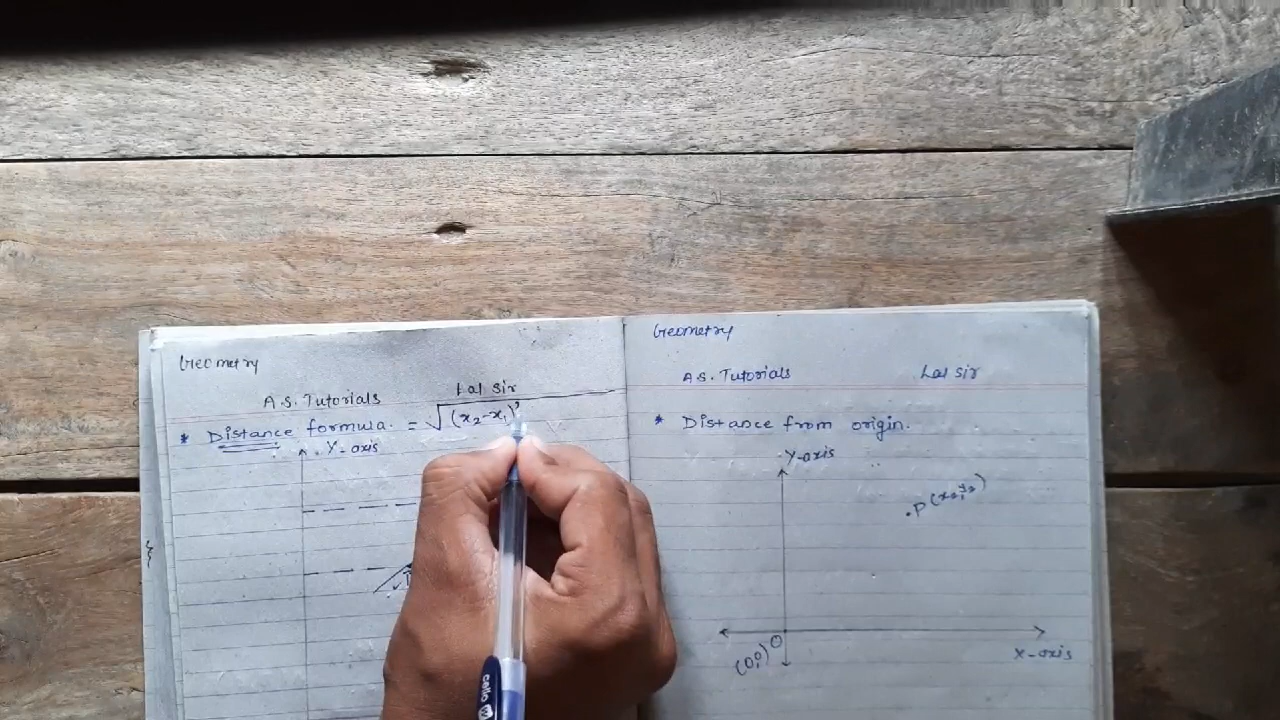 Geometry
A.S. Tutorials Lal sir
* Distance formula. = √(x₂-x₁)²
Y-axis
cello
Geometry
A.S. Tutorials Lal sir
* Distance from origin.
Y-axis
.P(x₂,y₂)
O
(0,0)
X-axis